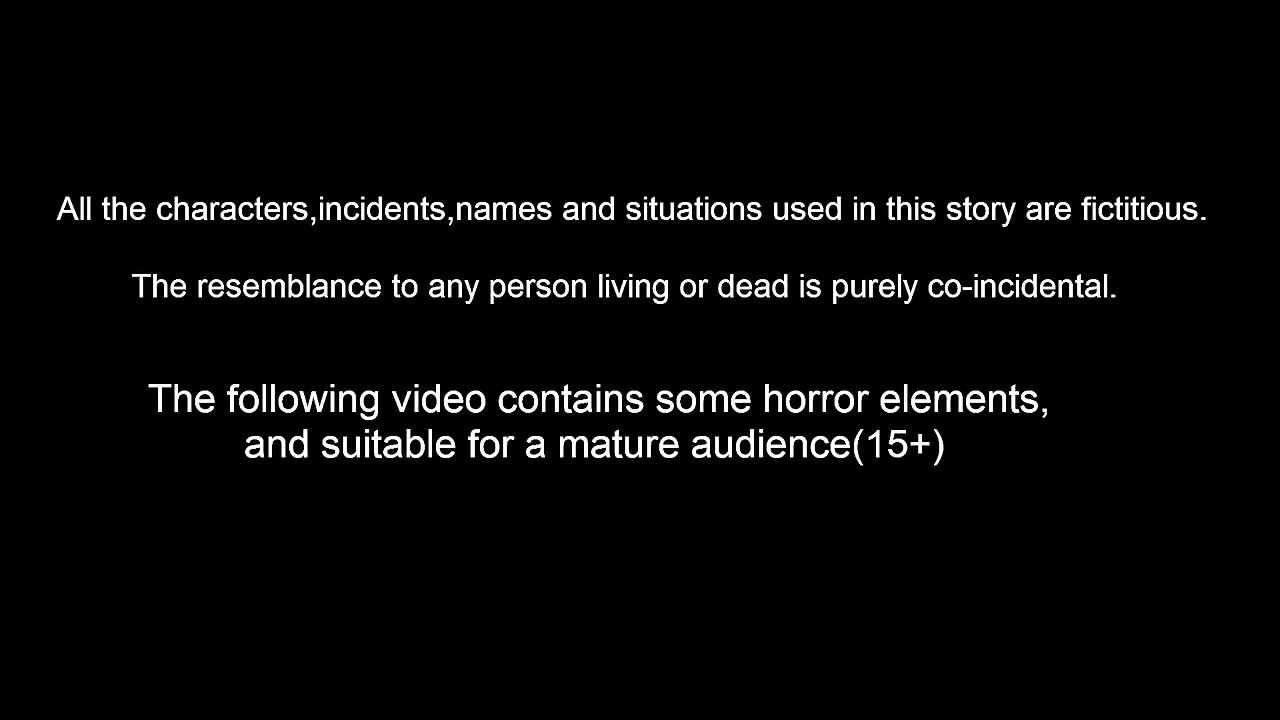 All the characters,incidents,names and situations used in this story are fictitious.
The resemblance to any person living or dead is purely co-incidental.
The following video contains some horror elements,
and suitable for a mature audience(15+)